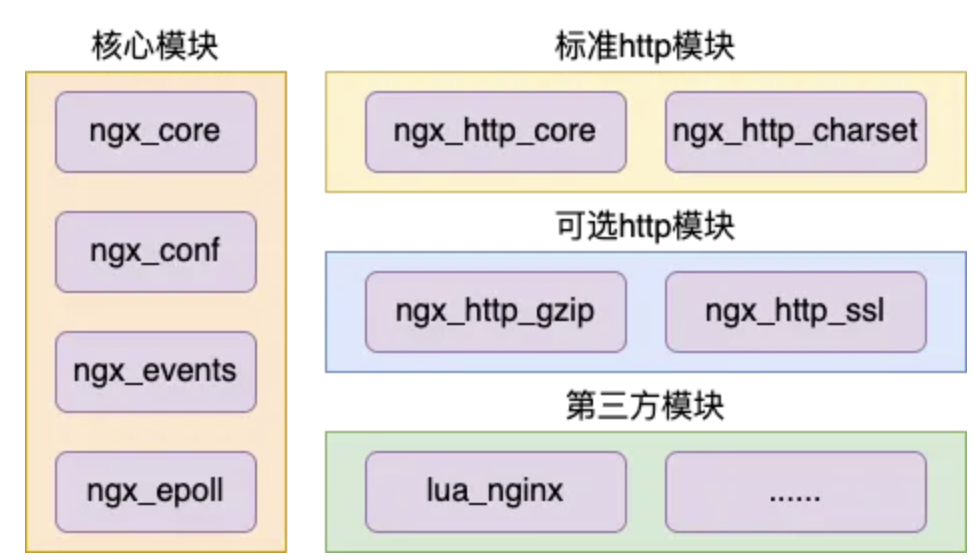 核心模块
ngx_core
ngx_conf
ngx_events
ngx_epoll
标准http模块
ngx_http_core
ngx_http_charset
可选http模块
ngx_http_gzip
ngx_http_ssl
第三方模块
lua_nginx
......